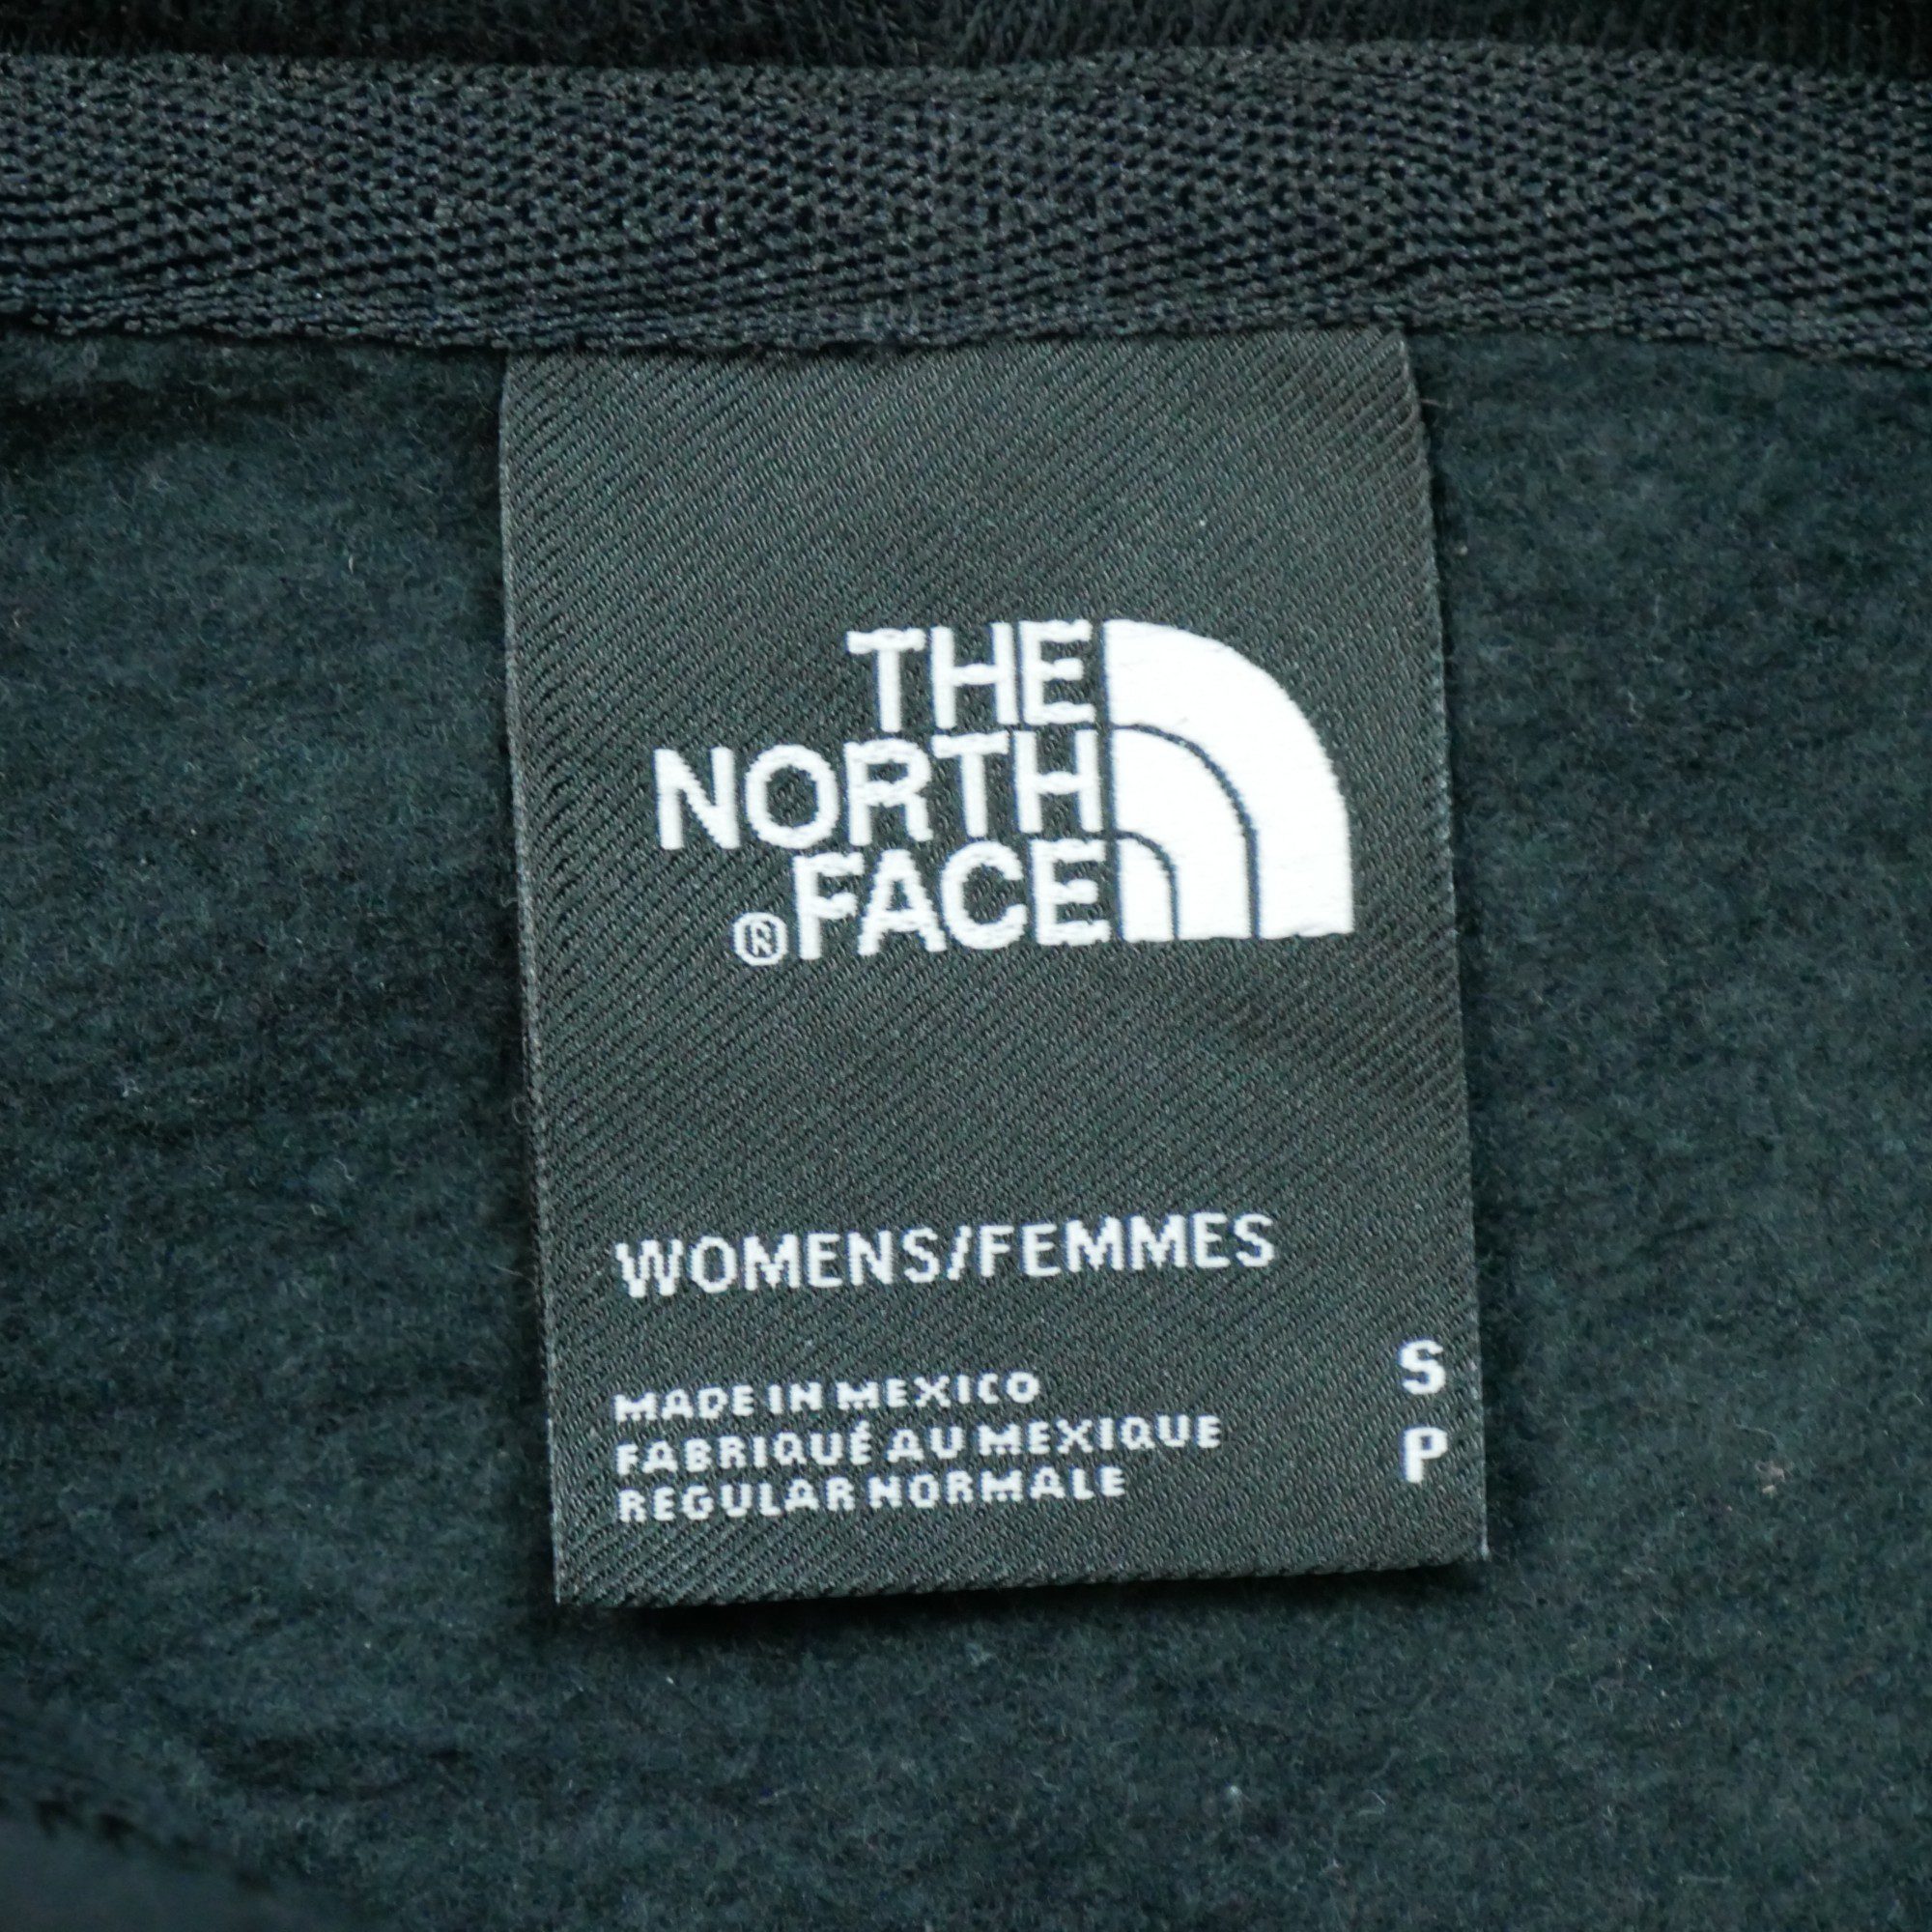 THE
NORTH
®FACE
WOMENS/FEMMES
MADE IN MEXICO
FABRIQUÉ AU MEXIQUE
REGULAR NORMALE
S
P